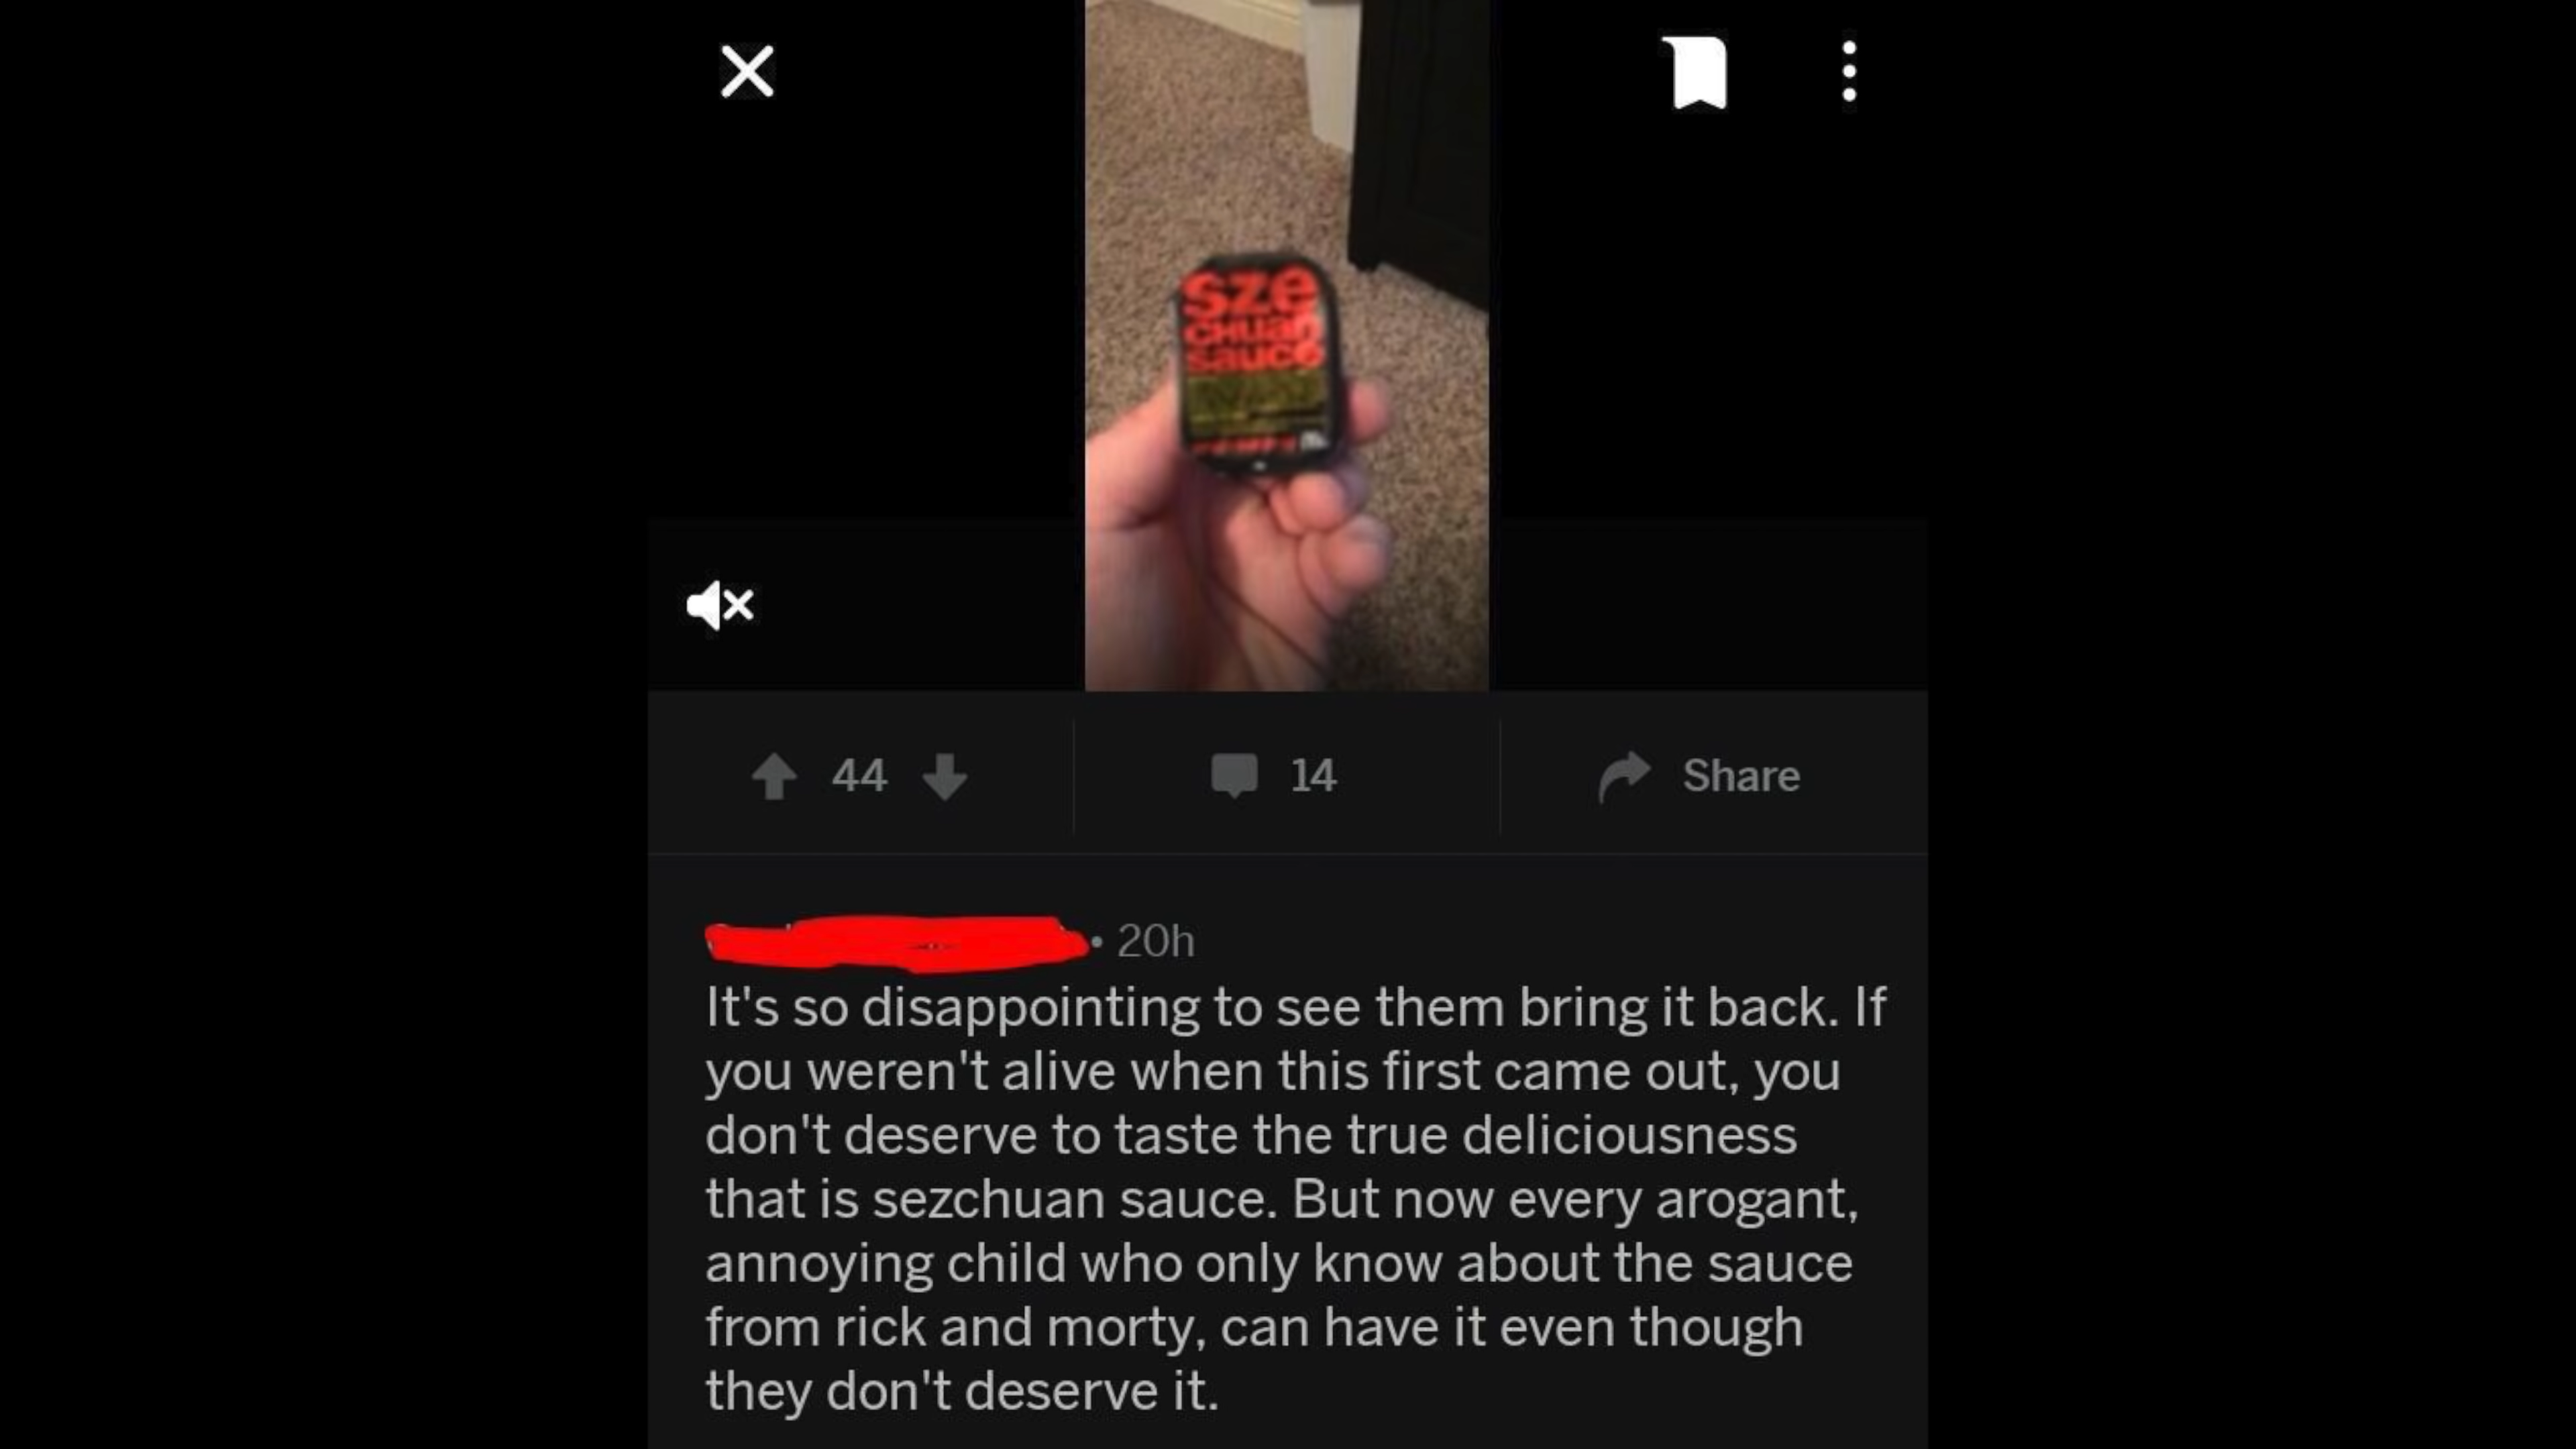 sze
CHuan
sauce
44
14
Share
• 20h
It's so disappointing to see them bring it back. If
you weren't alive when this first came out, you
don't deserve to taste the true deliciousness
that is sezchuan sauce. But now every arogant,
annoying child who only know about the sauce
from rick and morty, can have it even though
they don't deserve it.